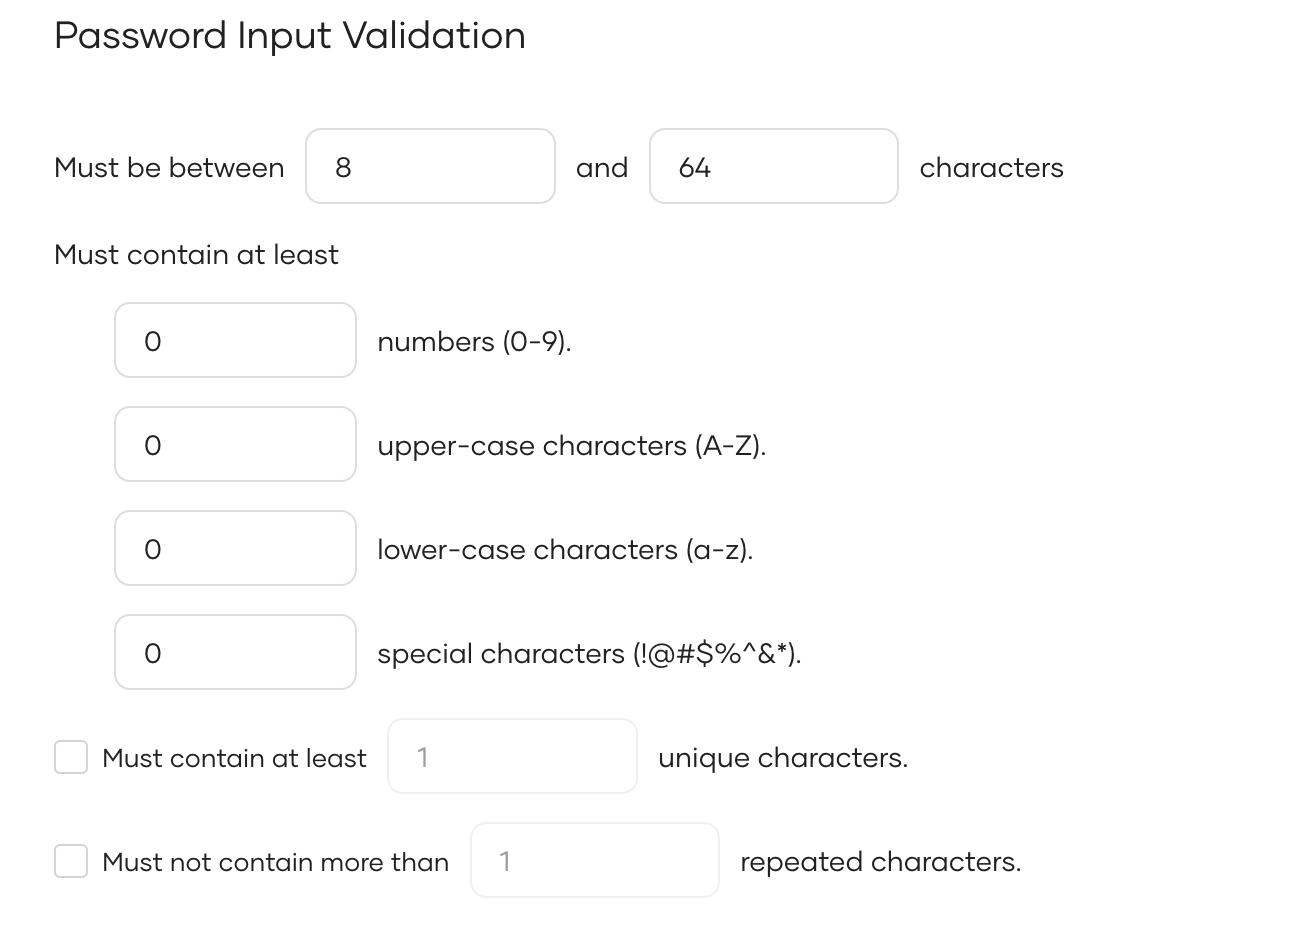 Password Input Validation
Must be between 8 and 64 characters
Must contain at least
0 numbers (0-9).
0 upper-case characters (A-Z).
0 lower-case characters (a-z).
0 special characters (!@#$%^&*).
Must contain at least 1 unique characters.
Must not contain more than 1 repeated characters.